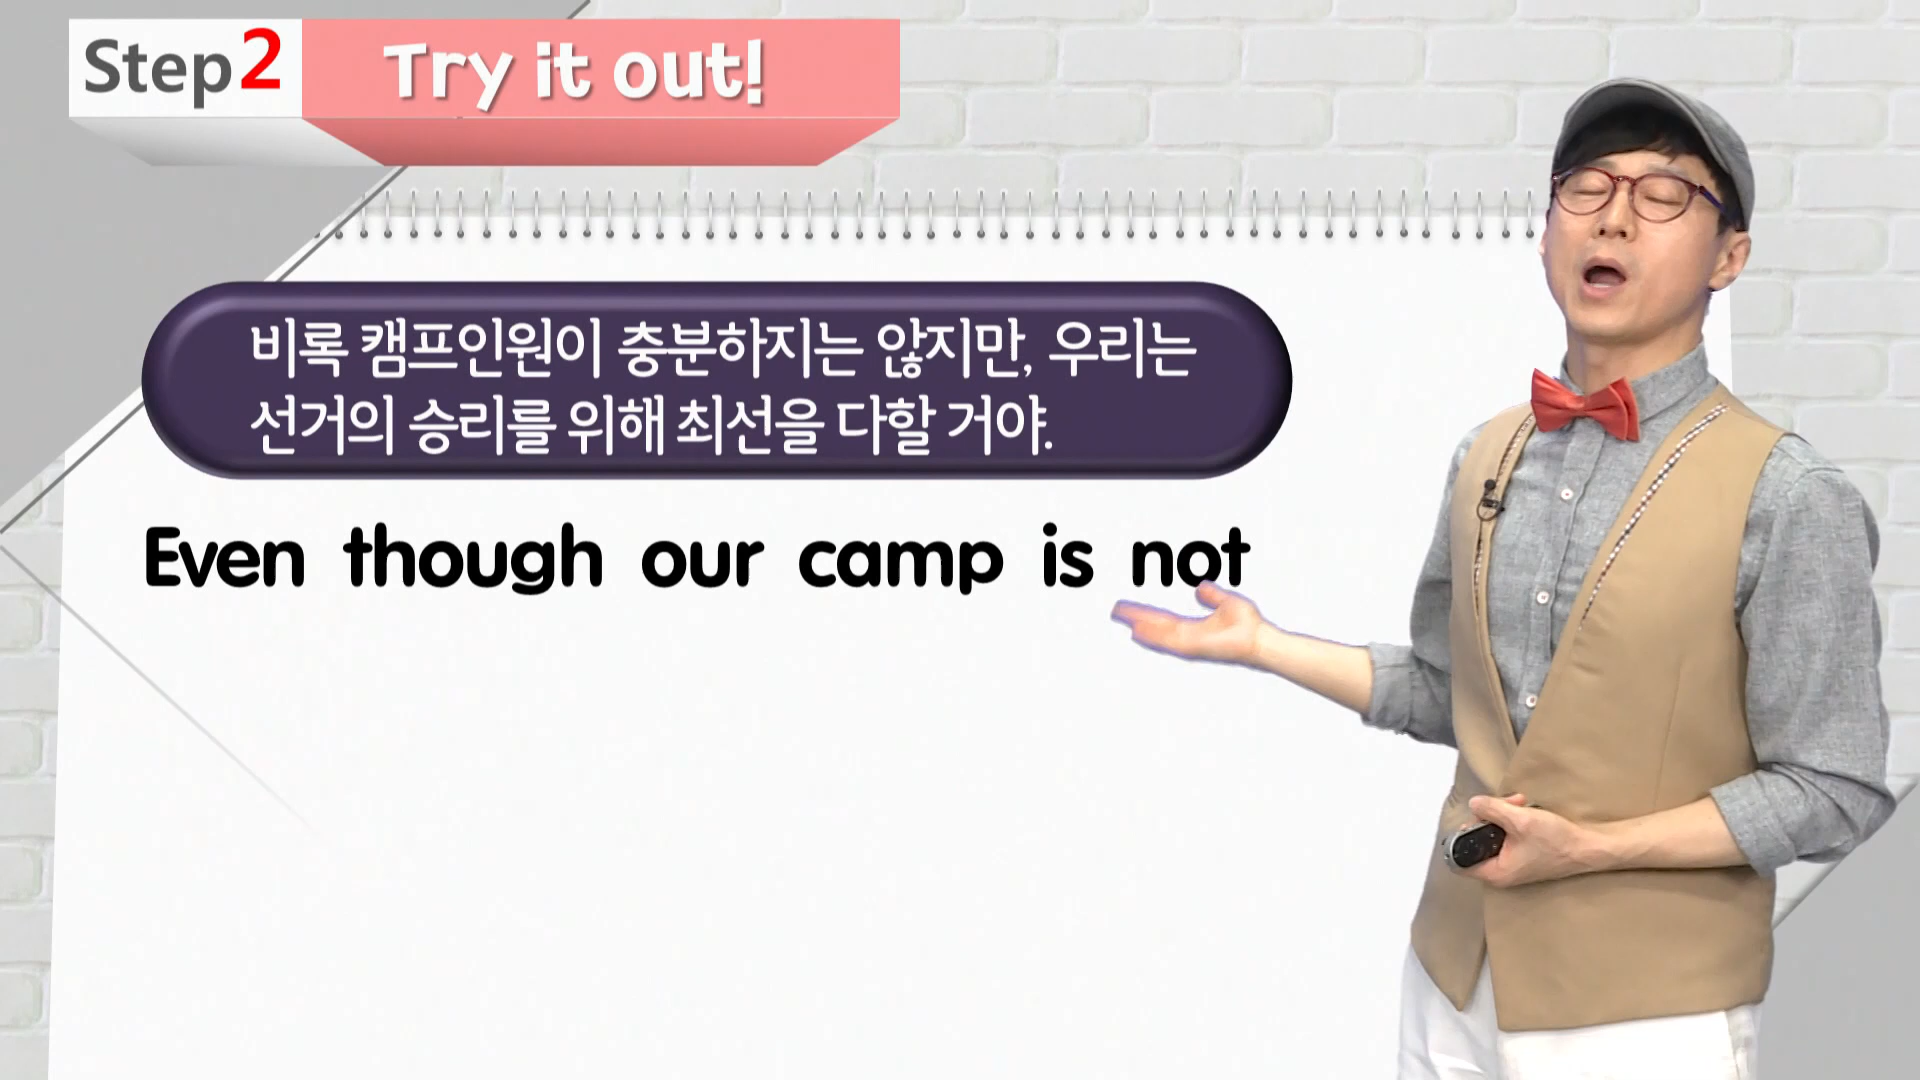 Step2 Try it out!
비록 캠프인원이 충분하지는 않지만, 우리는
선거의 승리를 위해 최선을 다할 거야.
Even though our camp is not